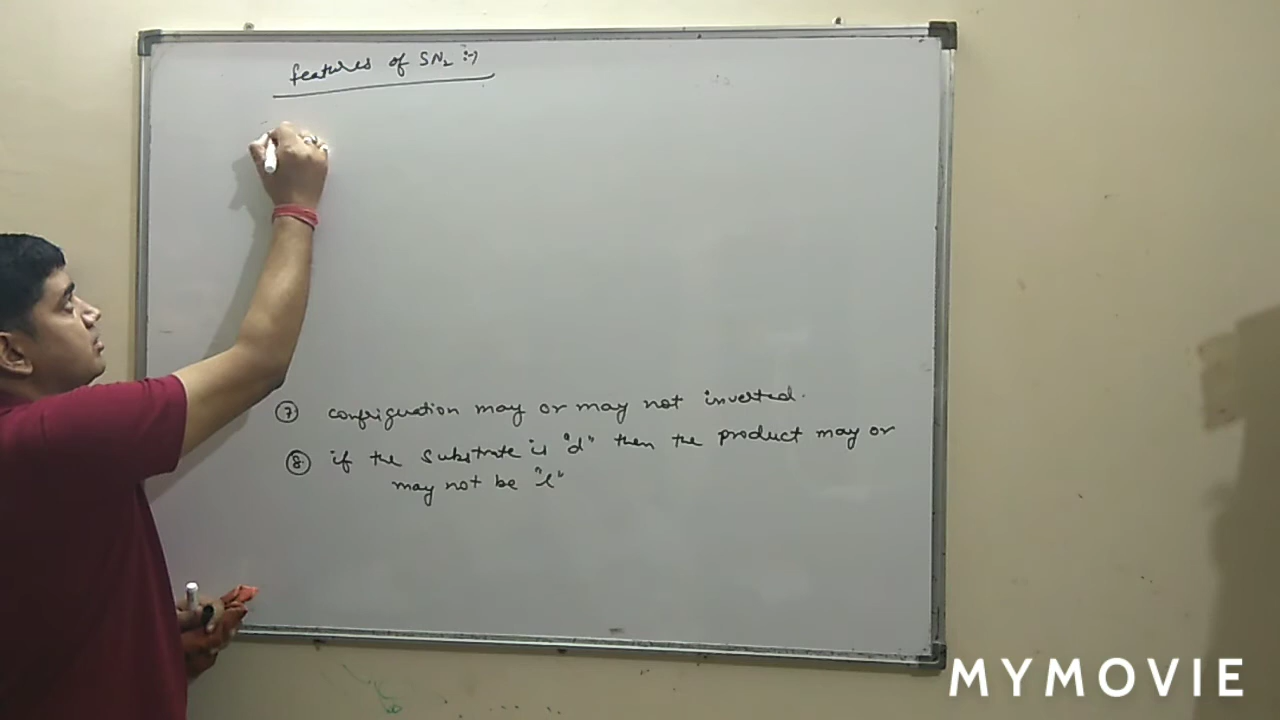 features of SN₂ :-)
⑦ configuration may or may not inverted.
⑧ if the substrate is "d" then the product may or
may not be "l"
MYMOVIE